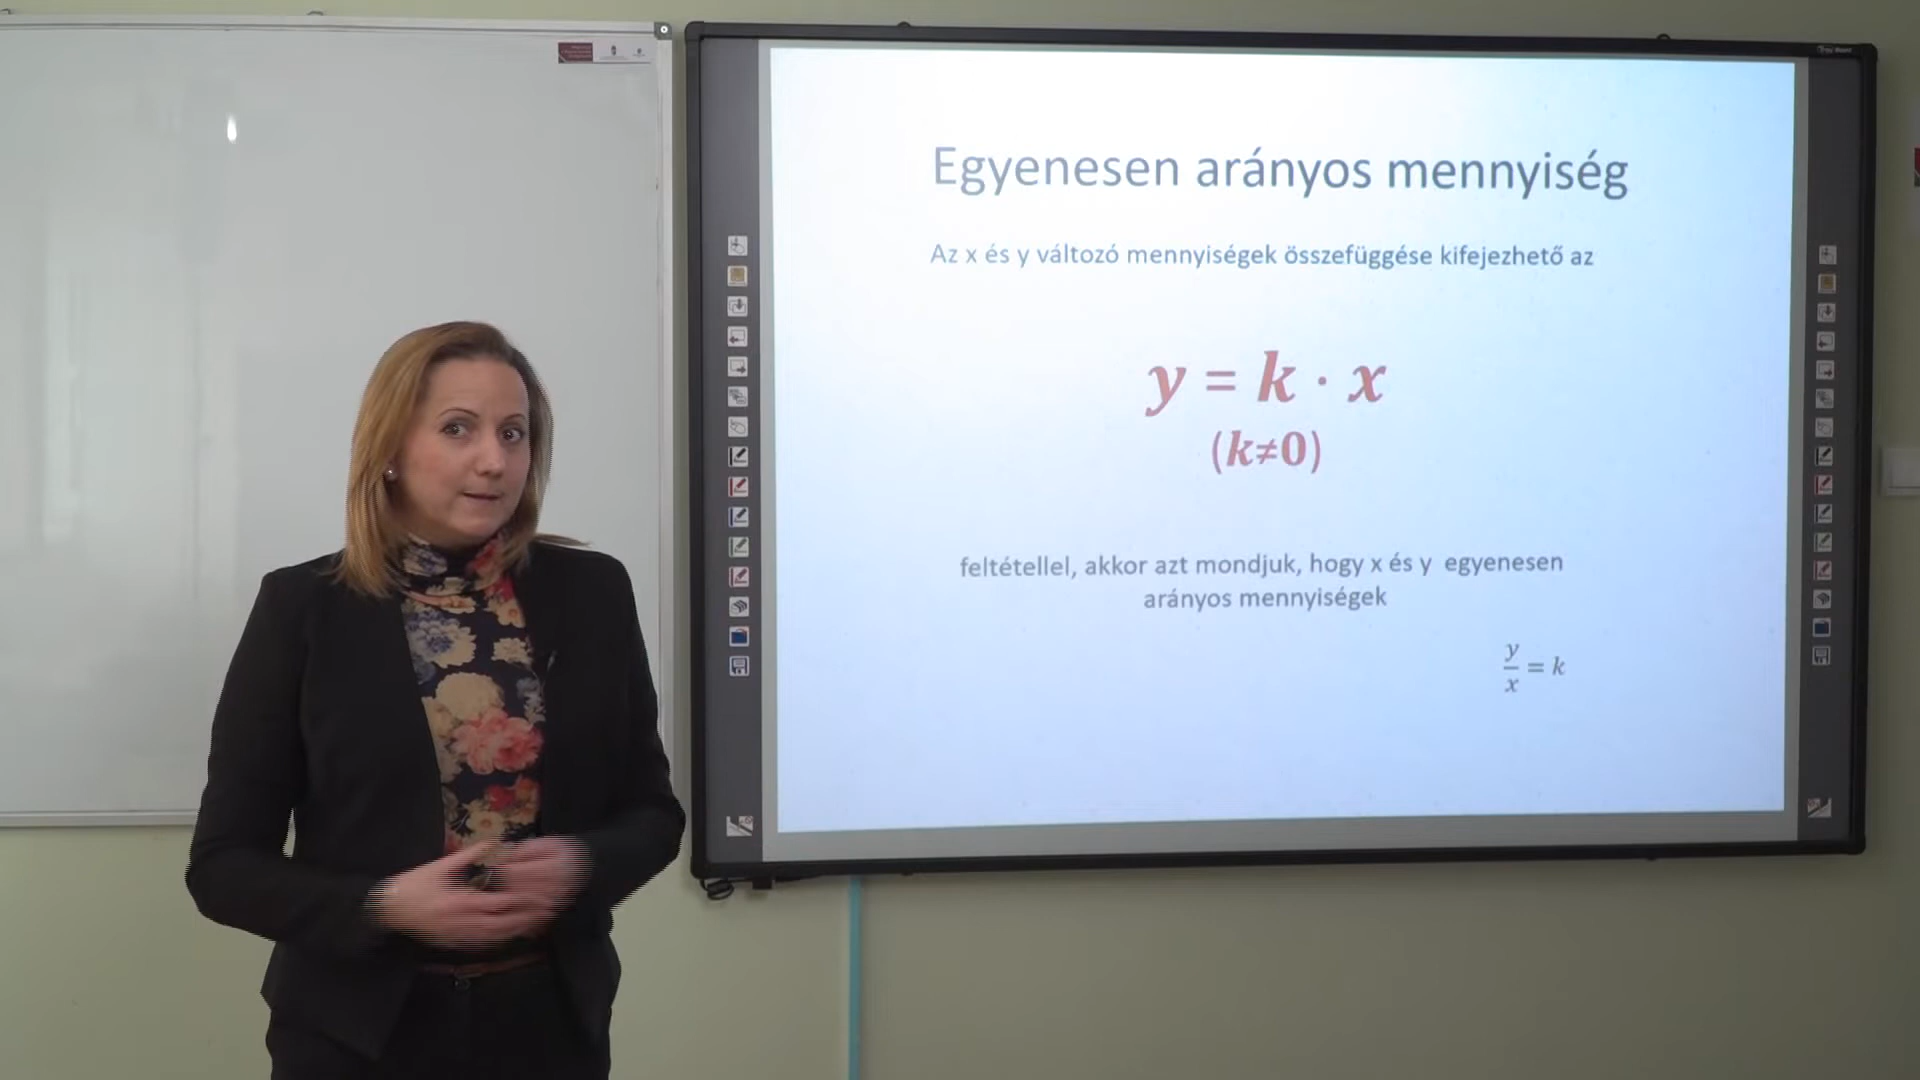 Egyenesen arányos mennyiség
Az x és y változó mennyiségek összefüggése kifejezhető az
y = k · x
(k≠0)
feltétellel, akkor azt mondjuk, hogy x és y egyenesen
arányos mennyiségek
y/x = k